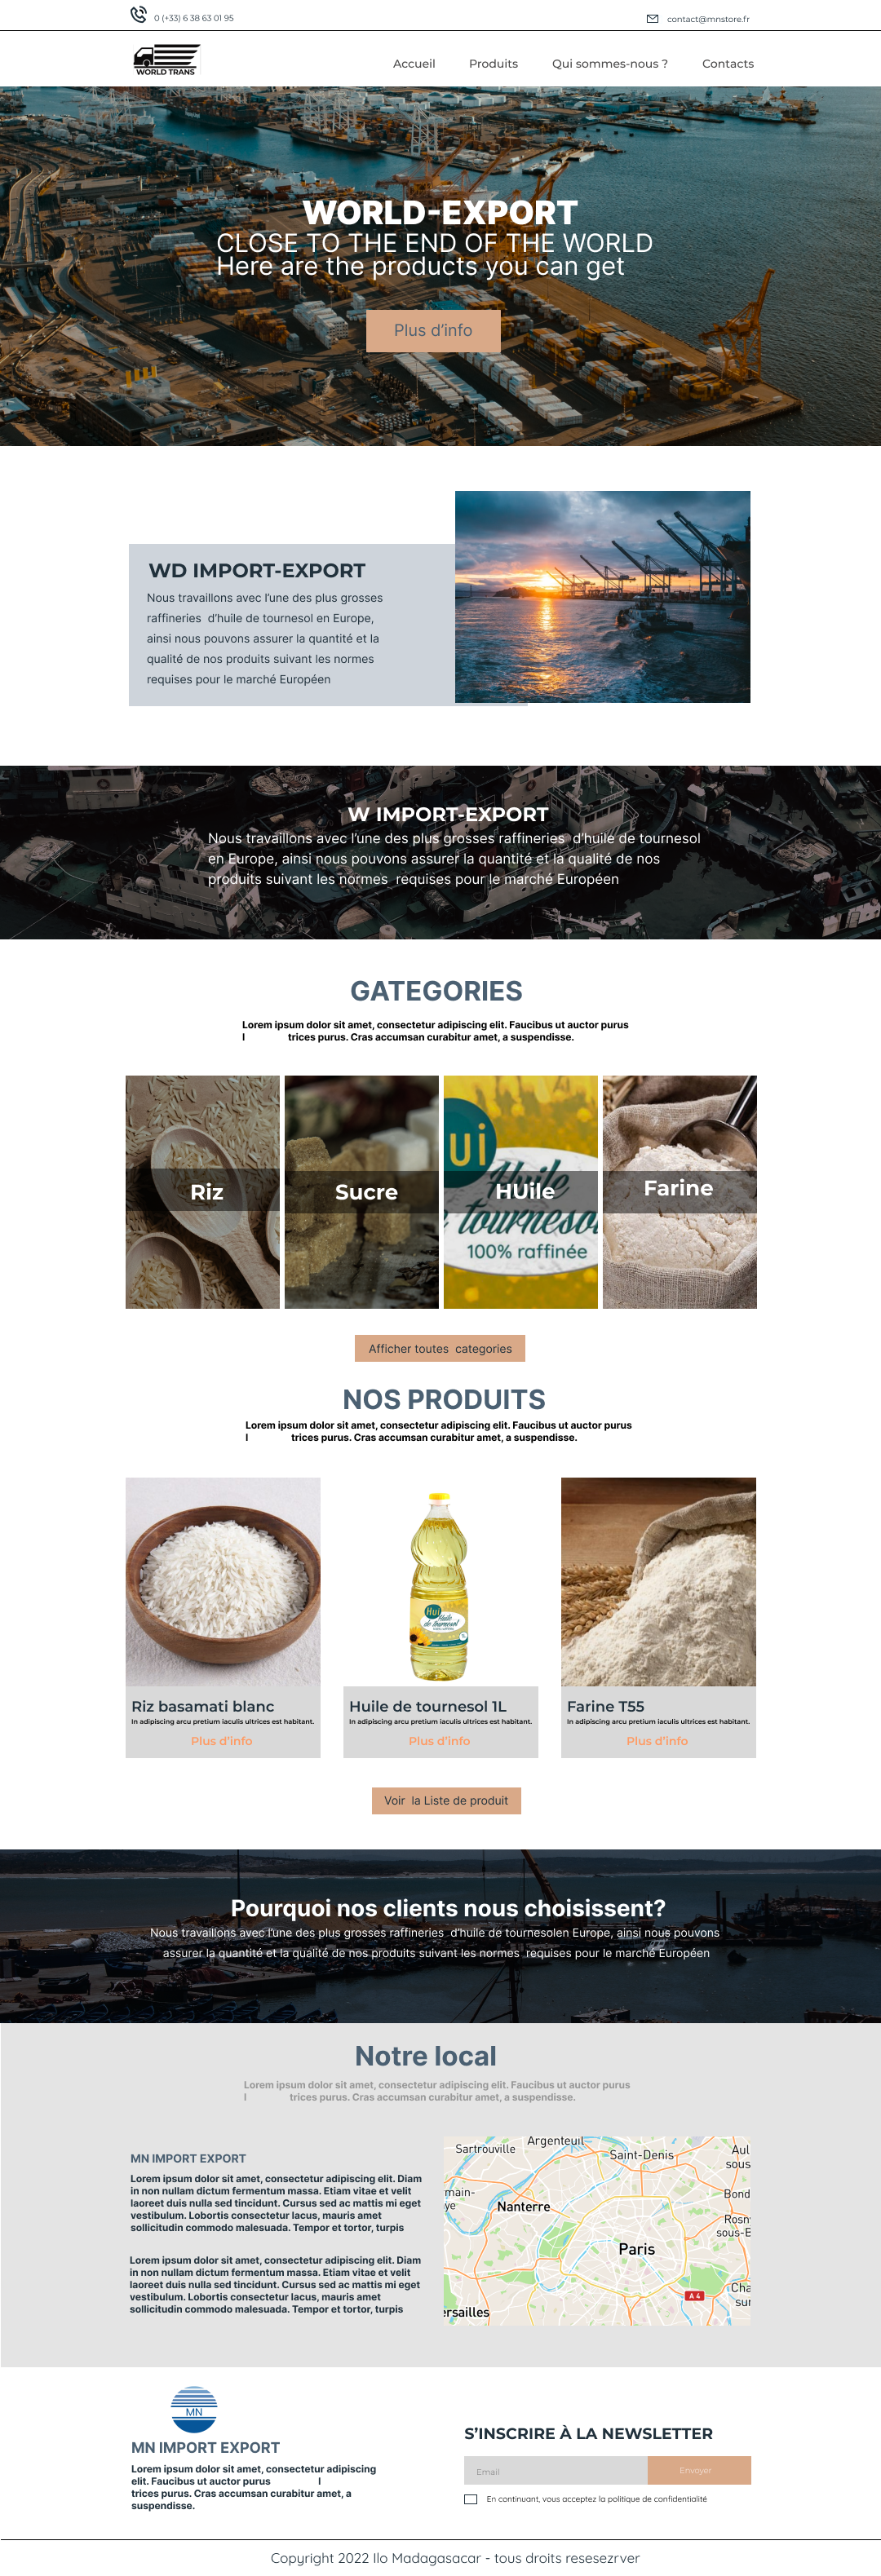 0 (+33) 6 38 63 01 95
contact@mnstore.fr
WORLD TRANS
Accueil
Produits
Qui sommes-nous ?
Contacts
WORLD-EXPORT
CLOSE TO THE END OF THE WORLD
Here are the products you can get
Plus d'info
WD IMPORT-EXPORT
Nous travaillons avec l'une des plus grosses
raffineries d'huile de tournesol en Europe,
ainsi nous pouvons assurer la quantité et la
qualité de nos produits suivant les normes
requises pour le marché Européen
W IMPORT-EXPORT
Nous travaillons avec l'une des plus grosses raffineries d'huile de tournesol
en Europe, ainsi nous pouvons assurer la quantité et la qualité de nos
produits suivant les normes requises pour le marché Européen
GATEGORIES
Lorem ipsum dolor sit amet, consectetur adipiscing elit. Faucibus ut auctor purus
l trices purus. Cras accumsan curabitur amet, a suspendisse.
Riz
Sucre
ui
Huile
HUile
tournesol
100% raffinée
Farine
Afficher toutes categories
NOS PRODUITS
Lorem ipsum dolor sit amet, consectetur adipiscing elit. Faucibus ut auctor purus
l trices purus. Cras accumsan curabitur amet, a suspendisse.
Hui
Huile
de tournesol
Riz basamati blanc
In adipiscing arcu pretium iaculis ultrices est habitant.
Plus d'info
Huile de tournesol 1L
In adipiscing arcu pretium iaculis ultrices est habitant.
Plus d'info
Farine T55
In adipiscing arcu pretium iaculis ultrices est habitant.
Plus d'info
Voir la Liste de produit
Pourquoi nos clients nous choisissent?
Nous travaillons avec l'une des plus grosses raffineries d'huile de tournesolen Europe, ainsi nous pouvons
assurer la quantité et la qualité de nos produits suivant les normes requises pour le marché Européen
Notre local
Lorem ipsum dolor sit amet, consectetur adipiscing elit. Faucibus ut auctor purus
l trices purus. Cras accumsan curabitur amet, a suspendisse.
MN IMPORT EXPORT
Lorem ipsum dolor sit amet, consectetur adipiscing elit. Diam
in non nullam dictum fermentum massa. Etiam vitae et velit
laoreet duis nulla sed tincidunt. Cursus sed ac mattis mi eget
vestibulum. Lobortis consectetur lacus, mauris amet
sollicitudin commodo malesuada. Tempor et tortor, turpis
Lorem ipsum dolor sit amet, consectetur adipiscing elit. Diam
in non nullam dictum fermentum massa. Etiam vitae et velit
laoreet duis nulla sed tincidunt. Cursus sed ac mattis mi eget
vestibulum. Lobortis consectetur lacus, mauris amet
sollicitudin commodo malesuada. Tempor et tortor, turpis
Argenteuil
Sartrouville
Saint-Denis
Aul
sous
main-
ye
Nanterre
Bond
Rosn
sous-B
Paris
A 4
Cha
sur
ersailles
MN
MN IMPORT EXPORT
Lorem ipsum dolor sit amet, consectetur adipiscing
elit. Faucibus ut auctor purus l
trices purus. Cras accumsan curabitur amet, a
suspendisse.
S'INSCRIRE À LA NEWSLETTER
Email
Envoyer
En continuant, vous acceptez la politique de confidentialité
Copyright 2022 Ilo Madagasacar - tous droits resesezrver